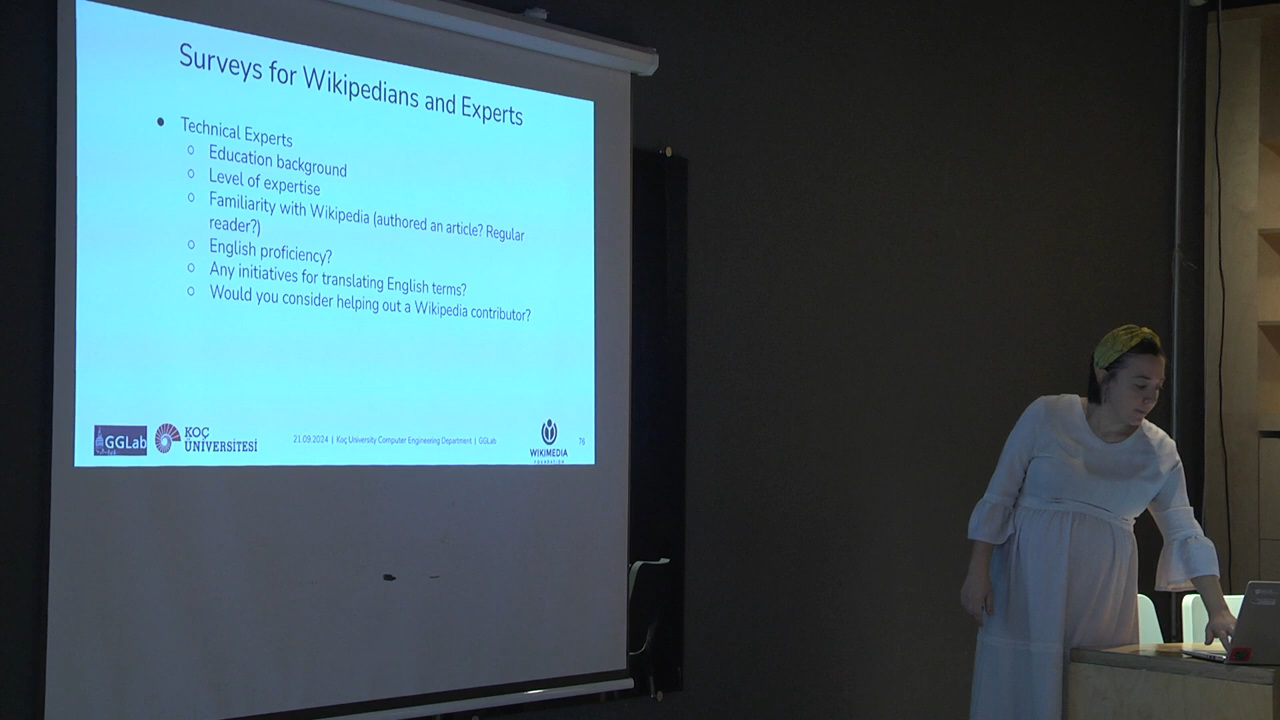 Surveys for Wikipedians and Experts
● Technical Experts
○ Education background
○ Level of expertise
○ Familiarity with Wikipedia (authored an article? Regular
reader?)
○ English proficiency?
○ Any initiatives for translating English terms?
○ Would you consider helping out a Wikipedia contributor?
GGLab
KOÇ
ÜNİVERSİTESİ
21.09.2024 | Koç University Computer Engineering Department | GGLab
WIKIMEDIA
FOUNDATION
76